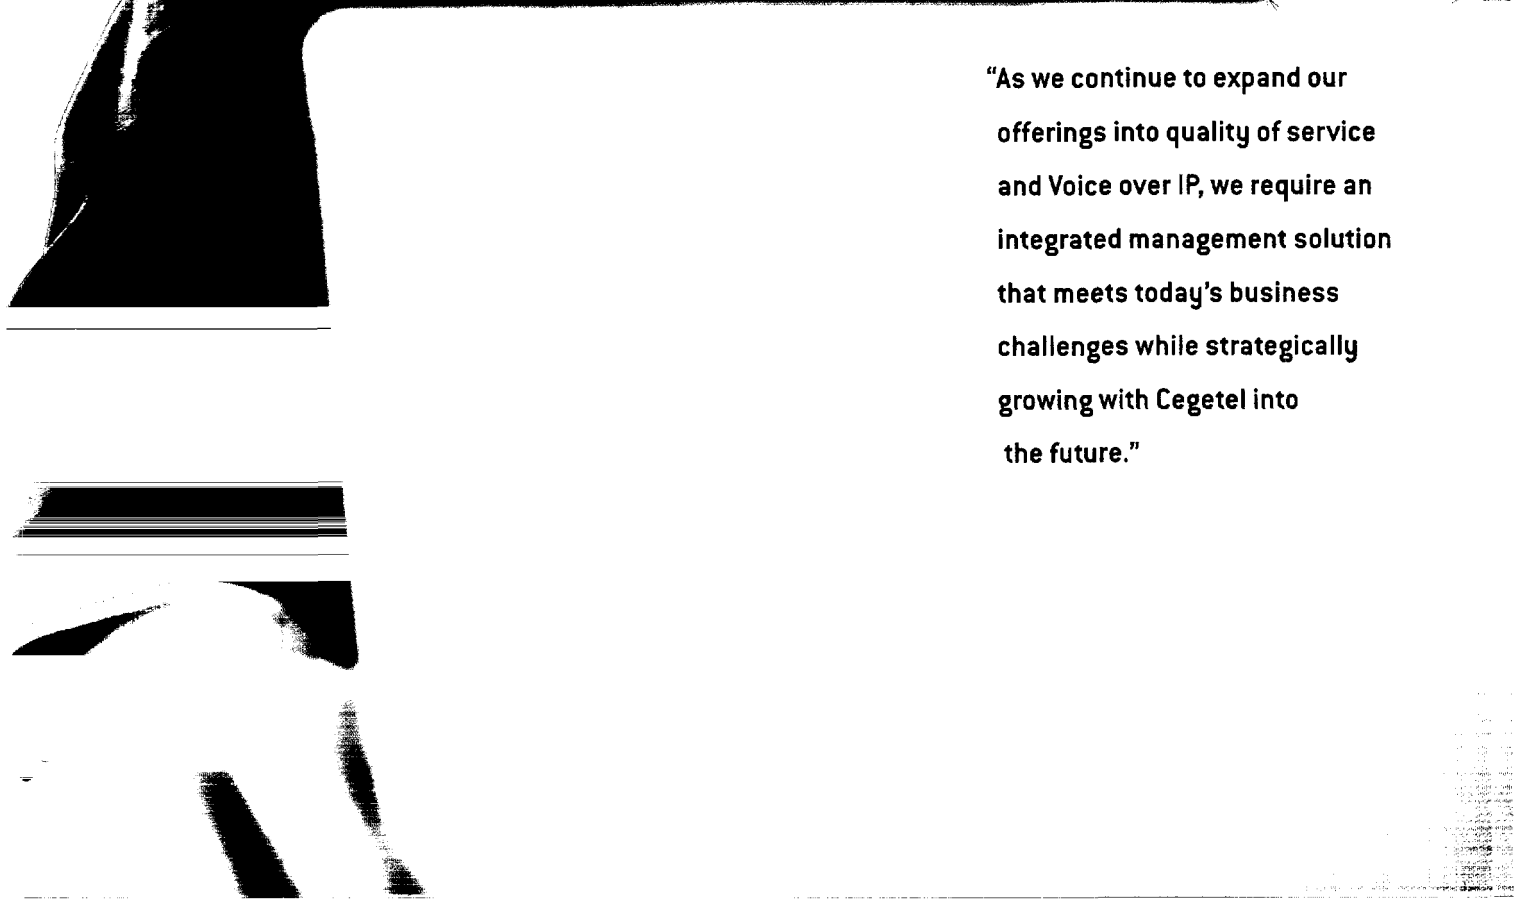 “As we continue to expand our
offerings into quality of service
and Voice over IP, we require an
integrated management solution
that meets today’s business
challenges while strategically
growing with Cegetel into
the future.”